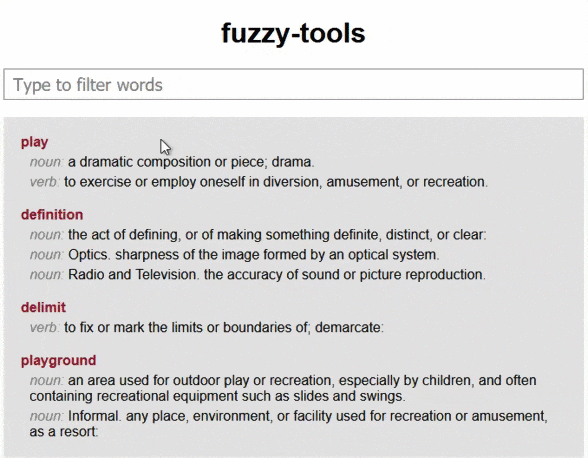 fuzzy-tools
Type to filter words
play
noun: a dramatic composition or piece; drama.
verb: to exercise or employ oneself in diversion, amusement, or recreation.
definition
noun: the act of defining, or of making something definite, distinct, or clear:
noun: Optics. sharpness of the image formed by an optical system.
noun: Radio and Television. the accuracy of sound or picture reproduction.
delimit
verb: to fix or mark the limits or boundaries of; demarcate:
playground
noun: an area used for outdoor play or recreation, especially by children, and often
containing recreational equipment such as slides and swings.
noun: Informal. any place, environment, or facility used for recreation or amusement,
as a resort: